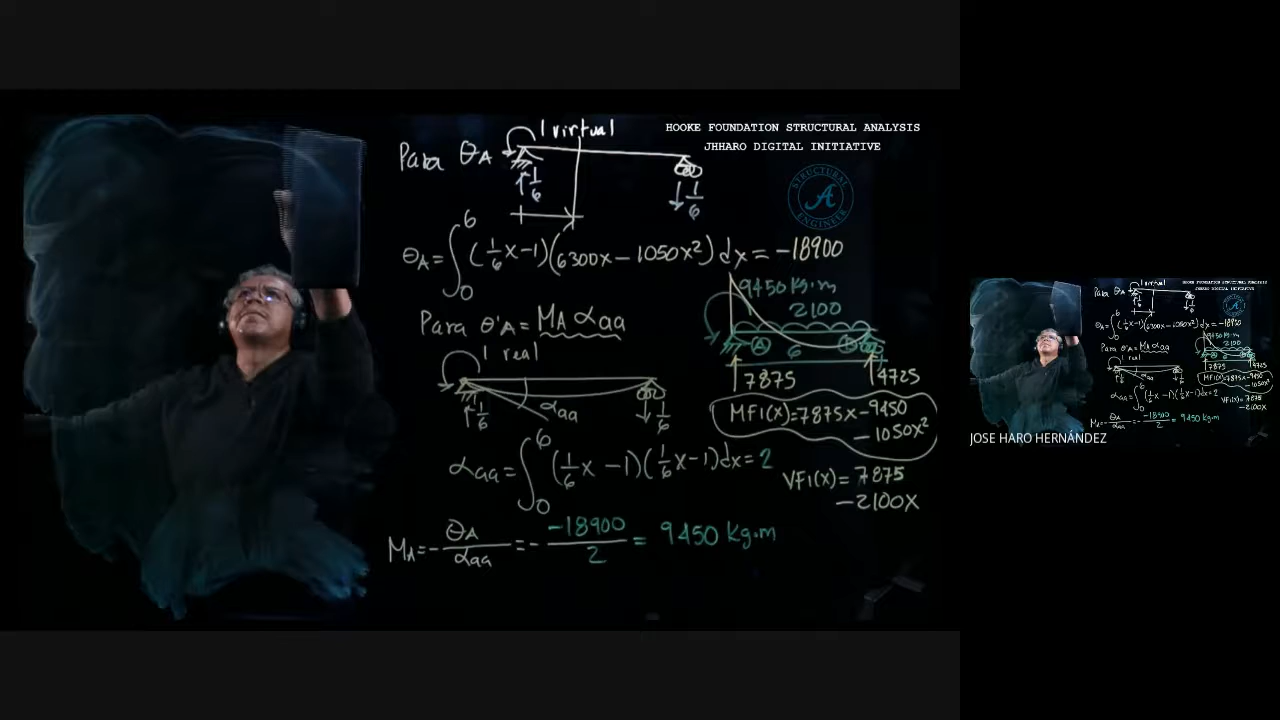 HOOKE FOUNDATION STRUCTURAL ANALYSIS
JHHARO DIGITAL INITIATIVE
STRUCTURAL
A
ENGINEER
Para θA
1 virtual
1/6
1/6
θA = ∫₀⁶ (1/6x-1)(6300x-1050x²)dx = -18900
Para θ'A = MA αaa
1 real
αaa
1/6
1/6
αaa = ∫₀⁶ (1/6x-1)(1/6x-1)dx = 2
MA = - θA/αaa = - -18900/2 = 9450 kg.m
9450 kg.m
2100
A
6
7875
4725
MF1(x)=7875x-9450
-1050x²
VF1(x)=7875
-2100x
JOSE HARO HERNÁNDEZ